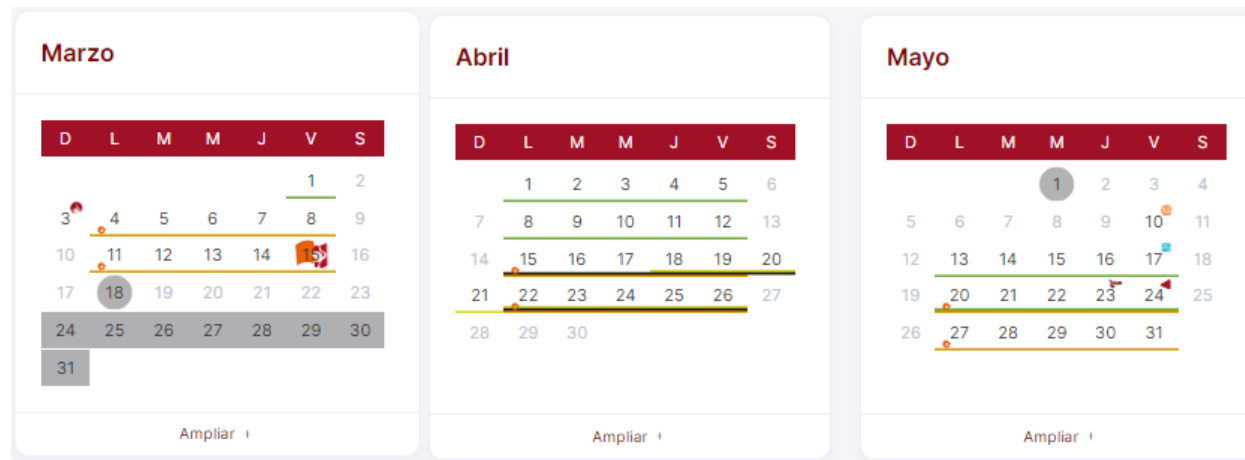 Marzo
D L M M J V S
1 2
3 4 5 6 7 8 9
10 11 12 13 14 15 16
17 18 19 20 21 22 23
24 25 26 27 28 29 30
31
Ampliar +
Abril
D L M M J V S
1 2 3 4 5 6
7 8 9 10 11 12 13
14 15 16 17 18 19 20
21 22 23 24 25 26 27
28 29 30
Ampliar +
Mayo
D L M M J V S
1 2 3 4
5 6 7 8 9 10 11
12 13 14 15 16 17 18
19 20 21 22 23 24 25
26 27 28 29 30 31
Ampliar +